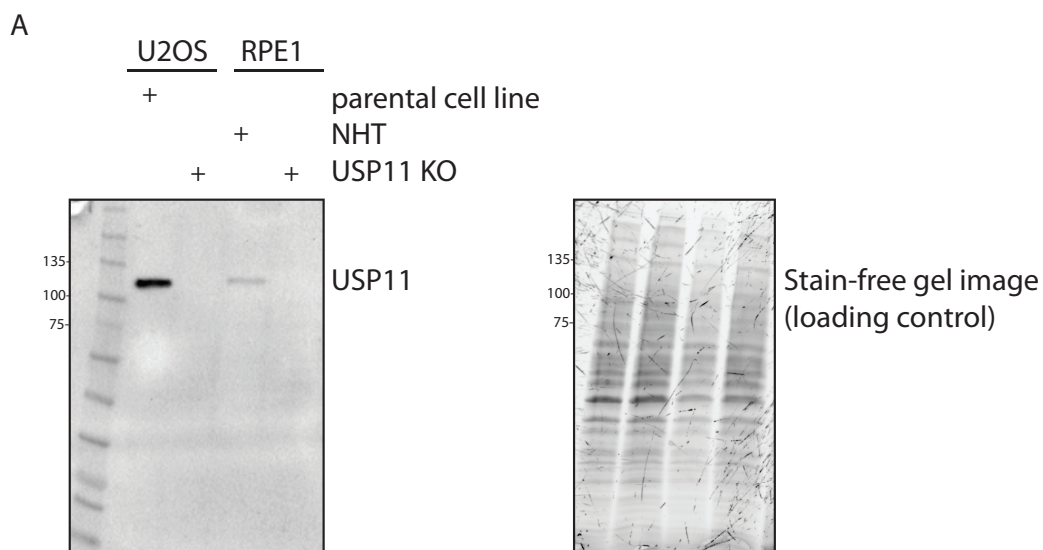 A
U2OS RPE1
+ parental cell line
+ NHT
+ + USP11 KO
135-
100-
75-
USP11
135-
100-
75-
Stain-free gel image
(loading control)